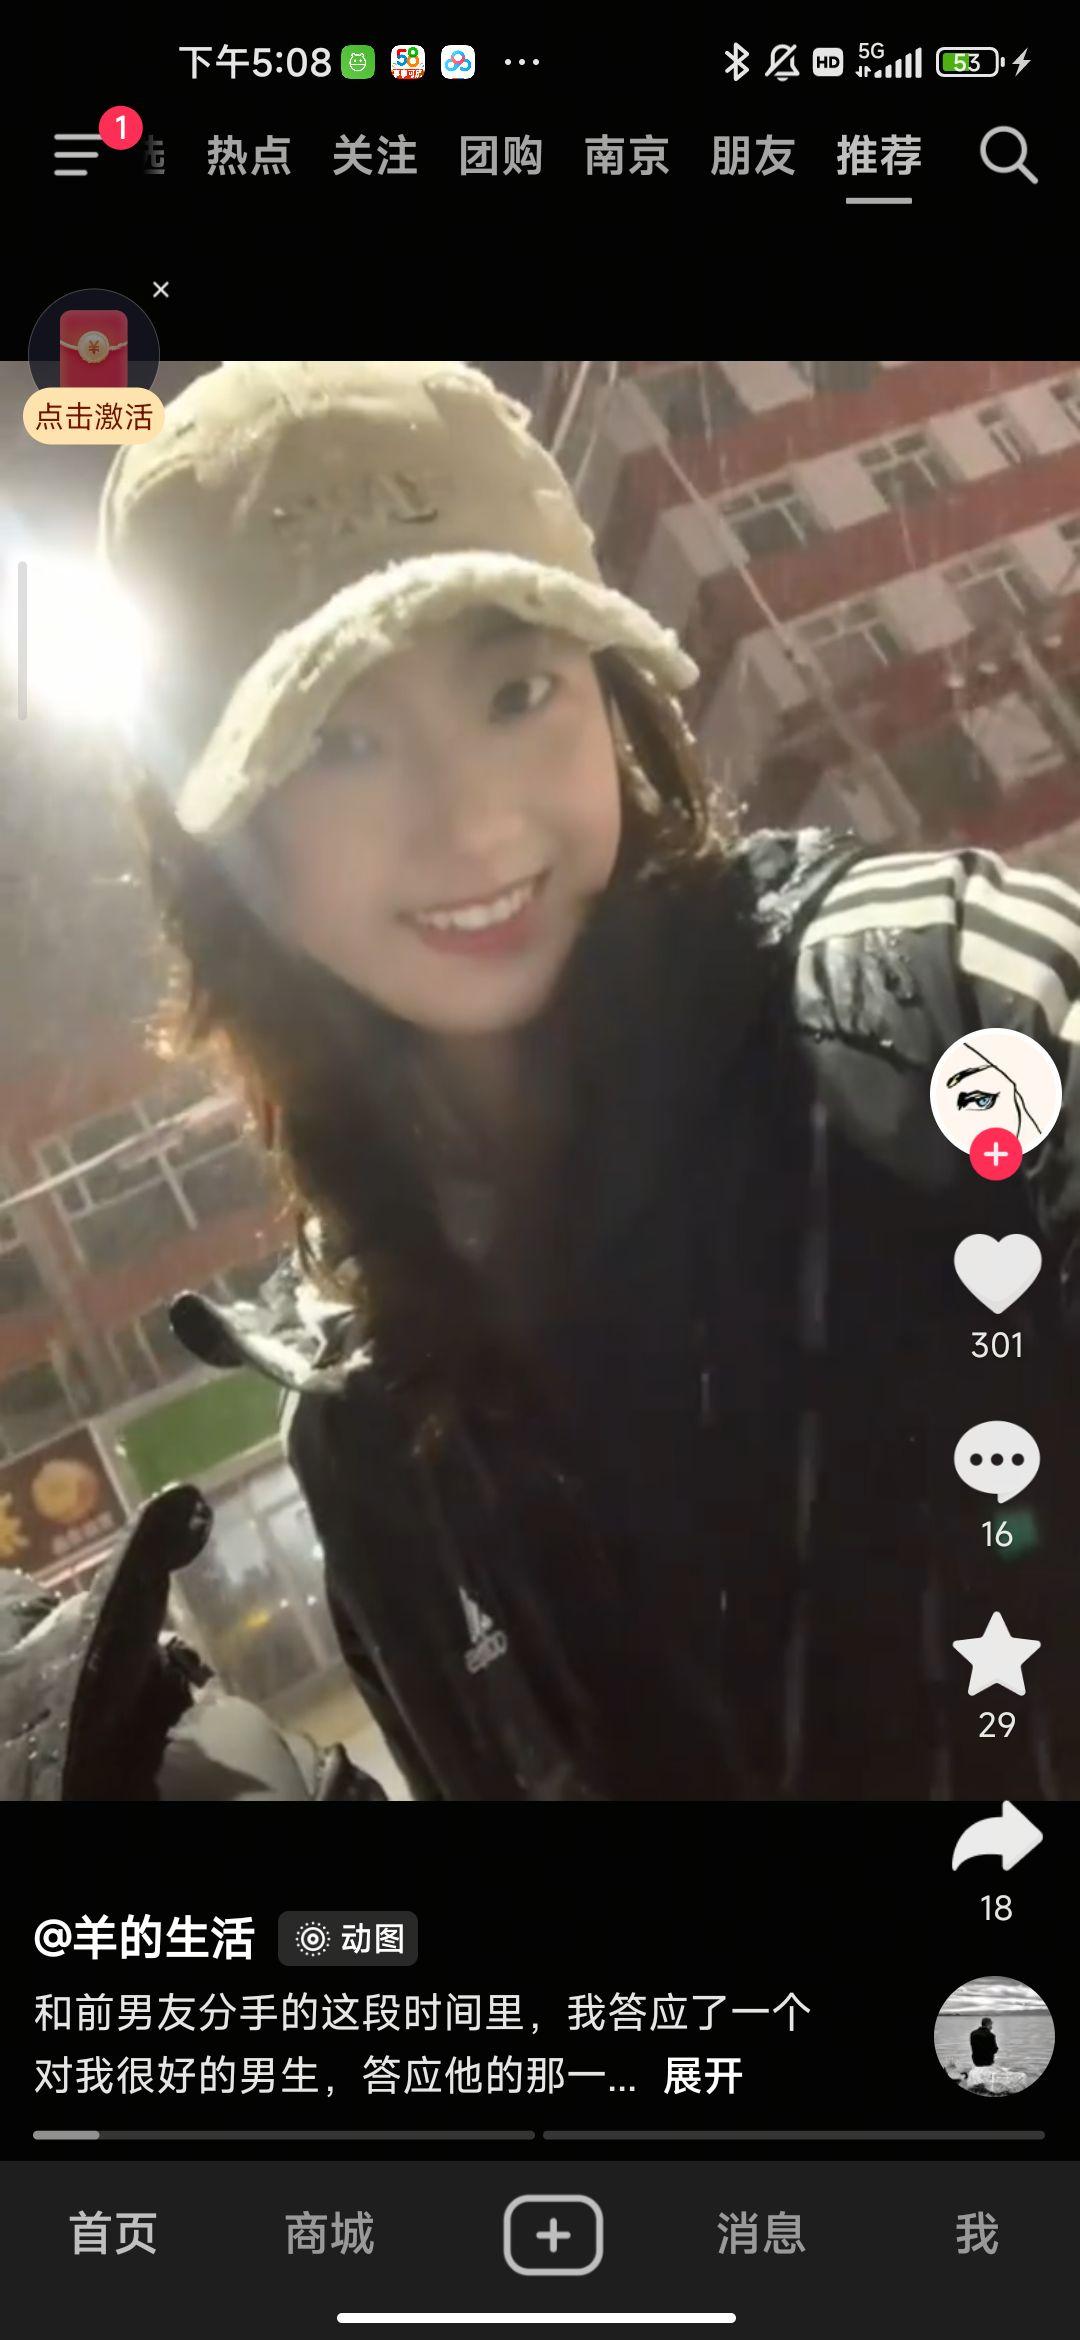 下午5:08
58
HD
5G
53
1
选 热点 关注 团购 南京 朋友 推荐
¥
点击激活
adidas
301
16
29
18
@羊的生活 动图
和前男友分手的这段时间里，我答应了一个
对我很好的男生，答应他的那一... 展开
首页 商城 消息 我